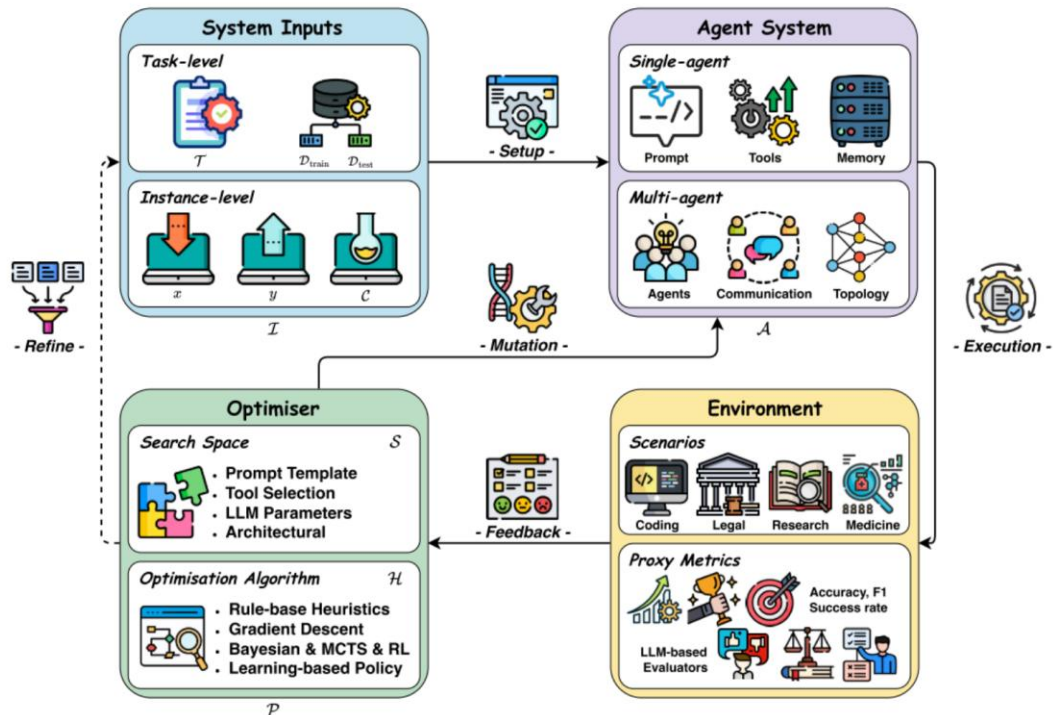 System Inputs
Task-level
𝒯
𝒟train
𝒟test
Instance-level
x
y
𝒞
ℐ
- Setup -
Agent System
Single-agent
Prompt
Tools
Memory
Multi-agent
Agents
Communication
Topology
𝒜
- Refine -
- Mutation -
- Execution -
Optimiser
Search Space
𝒮
• Prompt Template
• Tool Selection
• LLM Parameters
• Architectural
Optimisation Algorithm
ℋ
• Rule-base Heuristics
• Gradient Descent
• Bayesian & MCTS & RL
• Learning-based Policy
𝒫
- Feedback -
Environment
Scenarios
Coding
Legal
Research
Medicine
Proxy Metrics
Accuracy, F1
Success rate
LLM-based
Evaluators